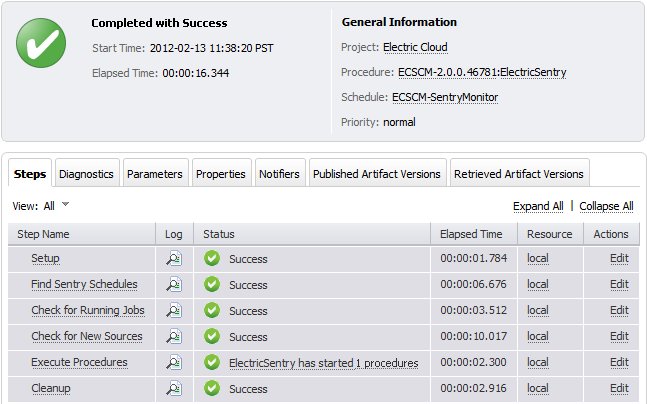 Completed with Success
Start Time: 2012-02-13 11:38:20 PST
Elapsed Time: 00:00:16.344
General Information
Project: Electric Cloud
Procedure: ECSCM-2.0.0.46781:ElectricSentry
Schedule: ECSCM-SentryMonitor
Priority: normal
Steps Diagnostics Parameters Properties Notifiers Published Artifact Versions Retrieved Artifact Versions
View: All Expand All | Collapse All
Step Name Log Status Elapsed Time Resource Actions
Setup Success 00:00:01.784 local Edit
Find Sentry Schedules Success 00:00:06.676 local Edit
Check for Running Jobs Success 00:00:03.512 local Edit
Check for New Sources Success 00:00:10.017 local Edit
Execute Procedures ElectricSentry has started 1 procedures 00:00:02.300 local Edit
Cleanup Success 00:00:02.916 local Edit